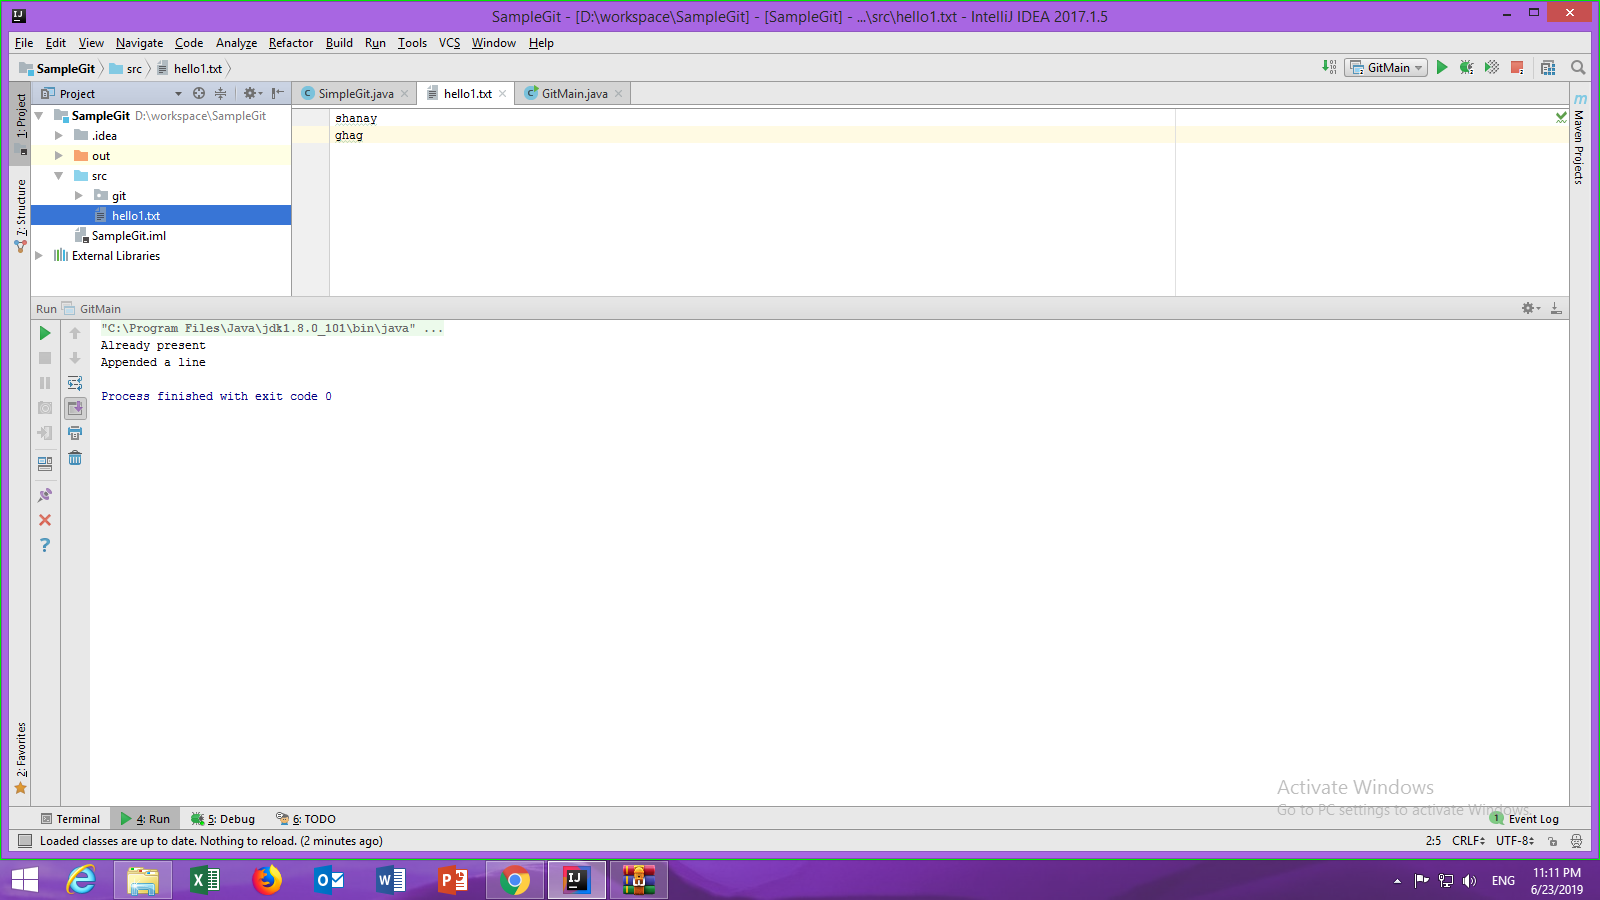 SampleGit - [D:\workspace\SampleGit] - [SampleGit] - ...\src\hello1.txt - IntelliJ IDEA 2017.1.5
File Edit View Navigate Code Analyze Refactor Build Run Tools VCS Window Help
SampleGit src hello1.txt
GitMain
1: Project
7: Structure
2: Favorites
Project
SampleGit D:\workspace\SampleGit
.idea
out
src
git
hello1.txt
SampleGit.iml
External Libraries
SimpleGit.java hello1.txt GitMain.java
shanay
ghag
Maven Projects
Run GitMain
"C:\Program Files\Java\jdk1.8.0_101\bin\java" ...
Already present
Appended a line
Process finished with exit code 0
Activate Windows
Go to PC settings to activate Windows.
Terminal 4: Run 5: Debug 6: TODO
1 Event Log
Loaded classes are up to date. Nothing to reload. (2 minutes ago)
2:5 CRLF UTF-8
ENG
11:11 PM
6/23/2019